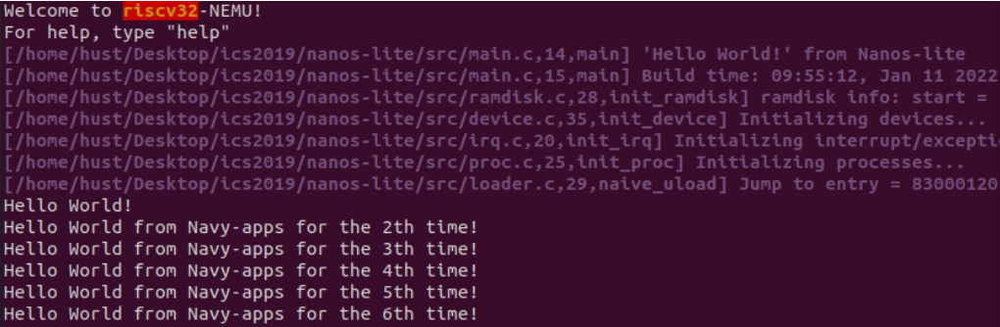 Welcome to riscv32-NEMU!
For help, type "help"
[/home/hust/Desktop/ics2019/nanos-lite/src/main.c,14,main] 'Hello World!' from Nanos-lite
[/home/hust/Desktop/ics2019/nanos-lite/src/main.c,15,main] Build time: 09:55:12, Jan 11 2022
[/home/hust/Desktop/ics2019/nanos-lite/src/ramdisk.c,28,init_ramdisk] ramdisk info: start =
[/home/hust/Desktop/ics2019/nanos-lite/src/device.c,35,init_device] Initializing devices...
[/home/hust/Desktop/ics2019/nanos-lite/src/irq.c,20,init_irq] Initializing interrupt/excepti
[/home/hust/Desktop/ics2019/nanos-lite/src/proc.c,25,init_proc] Initializing processes...
[/home/hust/Desktop/ics2019/nanos-lite/src/loader.c,29,naive_uload] Jump to entry = 83000120
Hello World!
Hello World from Navy-apps for the 2th time!
Hello World from Navy-apps for the 3th time!
Hello World from Navy-apps for the 4th time!
Hello World from Navy-apps for the 5th time!
Hello World from Navy-apps for the 6th time!